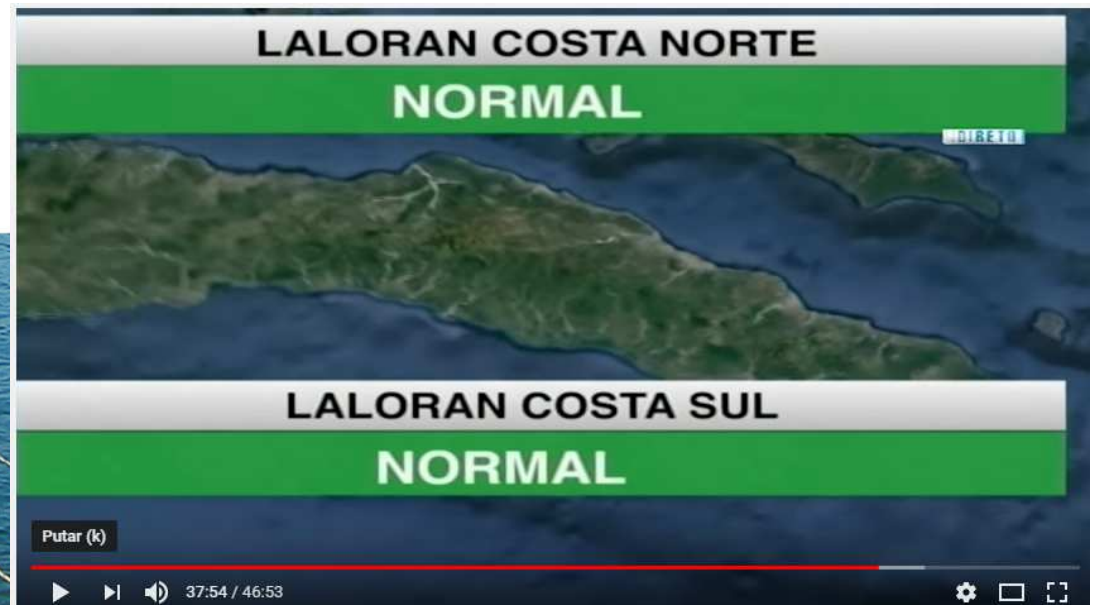 LALORAN COSTA NORTE
NORMAL
DIRETO
LALORAN COSTA SUL
NORMAL
Putar (k)
37:54 / 46:53